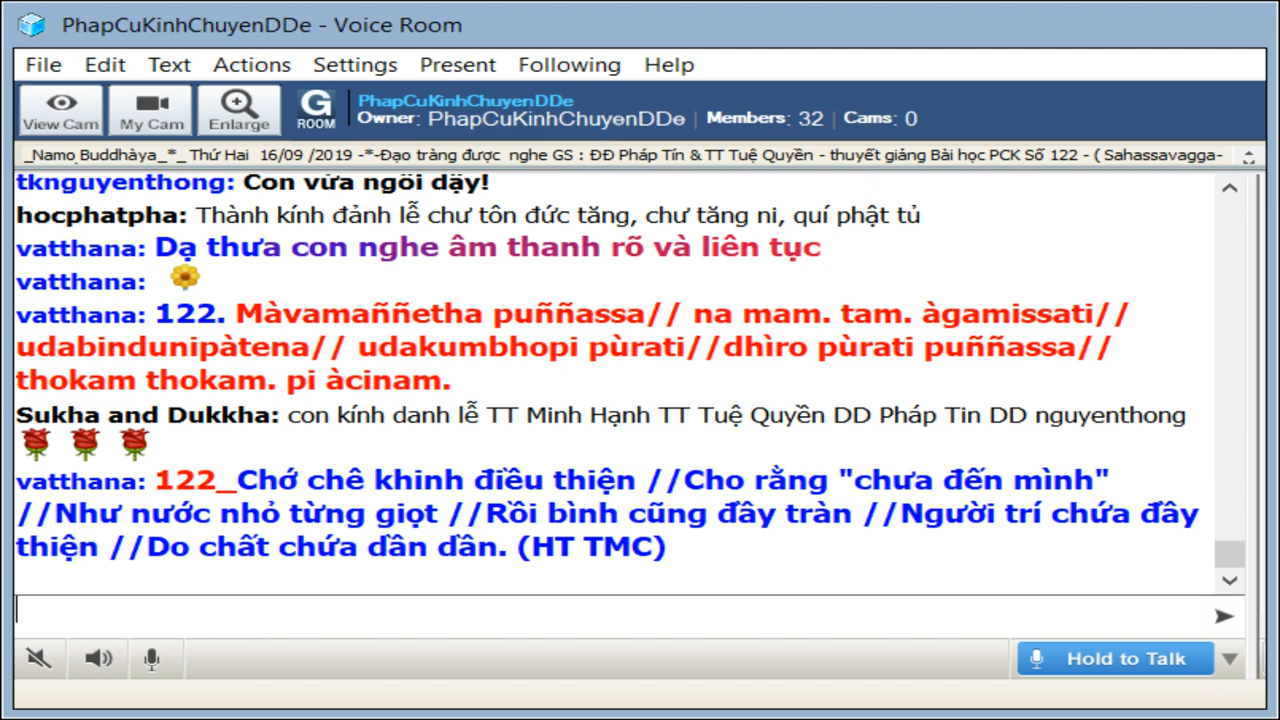 PhapCuKinhChuyenDDe - Voice Room
File Edit Text Actions Settings Present Following Help
View Cam My Cam Enlarge G ROOM PhapCuKinhChuyenDDe
Owner: PhapCuKinhChuyenDDe | Members: 32 | Cams: 0
_Namo Buddhàya_*_ Thứ Hai 16/09 /2019 -*-Đạo tràng được nghe GS : ĐĐ Pháp Tín & TT Tuệ Quyền - thuyết giảng Bài học PCK Số 122 - ( Sahassavagga-
tknguyenthong: Con vừa ngồi dậy!
hocphatpha: Thành kính đảnh lễ chư tôn đức tăng, chư tăng ni, quí phật tủ
vatthana: Dạ thưa con nghe âm thanh rõ và liên tục
vatthana:
vatthana: 122. Màvamaññetha puññassa// na mam. tam. àgamissati//
udabindunipàtena// udakumbhopi pùrati//dhìro pùrati puññassa//
thokam thokam. pi àcinam.
Sukha and Dukkha: con kính danh lễ TT Minh Hạnh TT Tuệ Quyền DD Pháp Tin DD nguyenthong
vatthana: 122_Chớ chê khinh điều thiện //Cho rằng "chưa đến mình"
//Như nước nhỏ từng giọt //Rồi bình cũng đầy tràn //Người trí chứa đầy
thiện //Do chất chứa dần dần. (HT TMC)
Hold to Talk